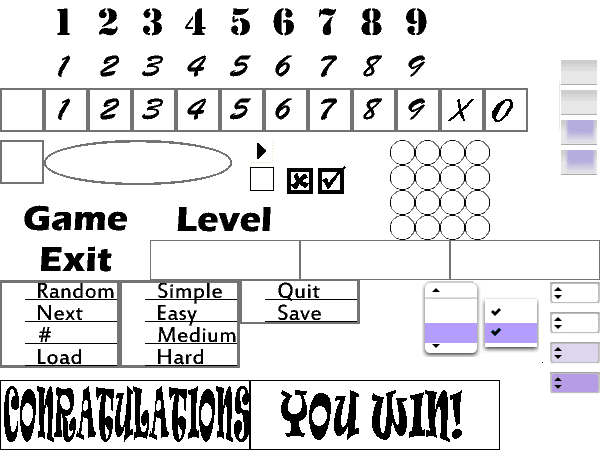 1 2 3 4 5 6 7 8 9
1 2 3 4 5 6 7 8 9
1 2 3 4 5 6 7 8 9 X O
Game Level
Exit
Random Simple Quit
Next Easy Save
# Medium
Load Hard
CONRATULATIONS YOU WIN!